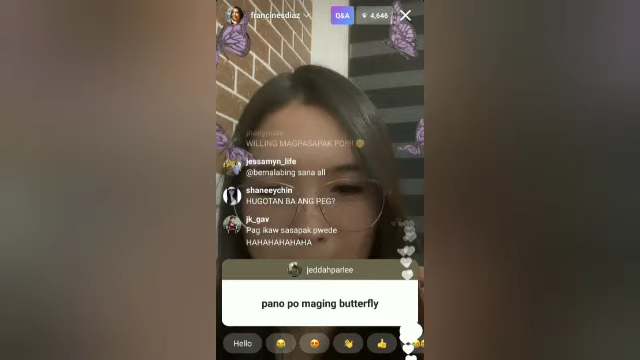 francinesdiaz
Q&A
4,646
WILLING MAGPASAPAK PO!!!
jessamyn_life
@bernalabing sana all
shaneeychin
HUGOTAN BA ANG PEG?
jk_gav
Pag ikaw sasapak pwede
HAHAHAHAHAHA
jeddahparlee
pano po maging butterfly
Hello